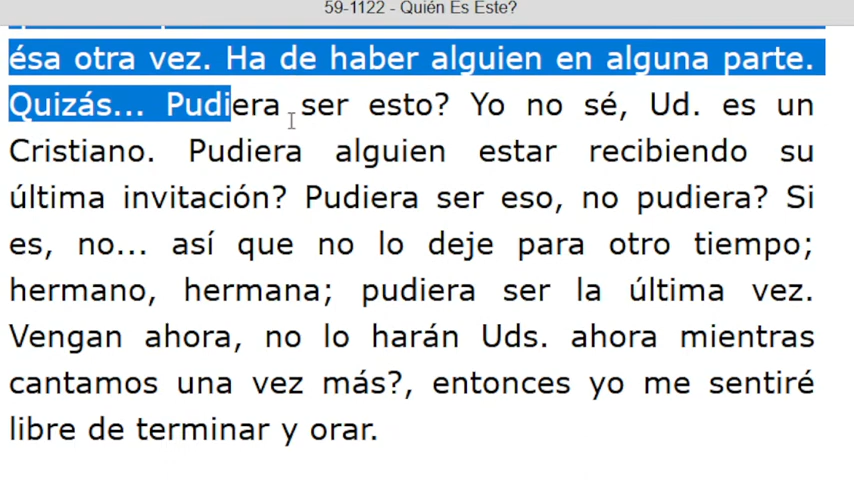 59-1122 - Quién Es Este?
ésa otra vez. Ha de haber alguien en alguna parte.
Quizás... Pudiera ser esto? Yo no sé, Ud. es un
Cristiano. Pudiera alguien estar recibiendo su
última invitación? Pudiera ser eso, no pudiera? Si
es, no... así que no lo deje para otro tiempo;
hermano, hermana; pudiera ser la última vez.
Vengan ahora, no lo harán Uds. ahora mientras
cantamos una vez más?, entonces yo me sentiré
libre de terminar y orar.